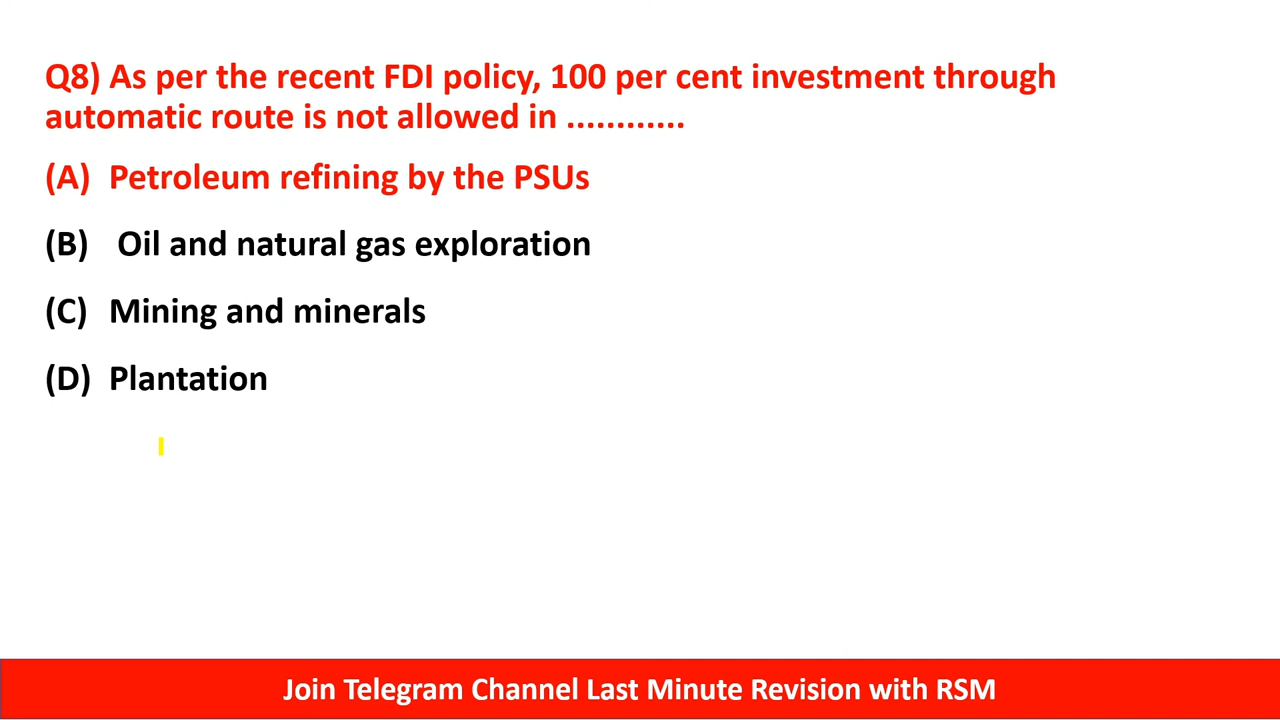 Q8) As per the recent FDI policy, 100 per cent investment through
automatic route is not allowed in ............
(A) Petroleum refining by the PSUs
(B) Oil and natural gas exploration
(C) Mining and minerals
(D) Plantation
Join Telegram Channel Last Minute Revision with RSM